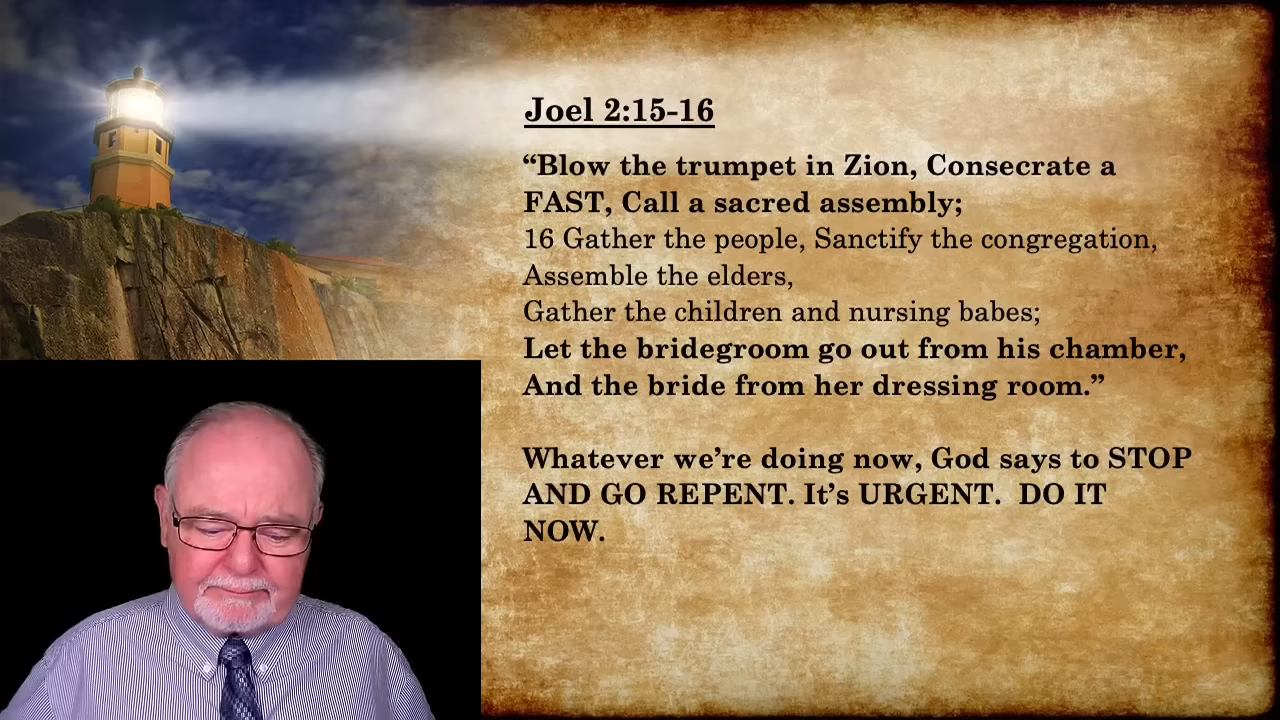 Joel 2:15-16
“Blow the trumpet in Zion, Consecrate a
FAST, Call a sacred assembly;
16 Gather the people, Sanctify the congregation,
Assemble the elders,
Gather the children and nursing babes;
Let the bridegroom go out from his chamber,
And the bride from her dressing room.”
Whatever we’re doing now, God says to STOP
AND GO REPENT. It’s URGENT.  DO IT
NOW.